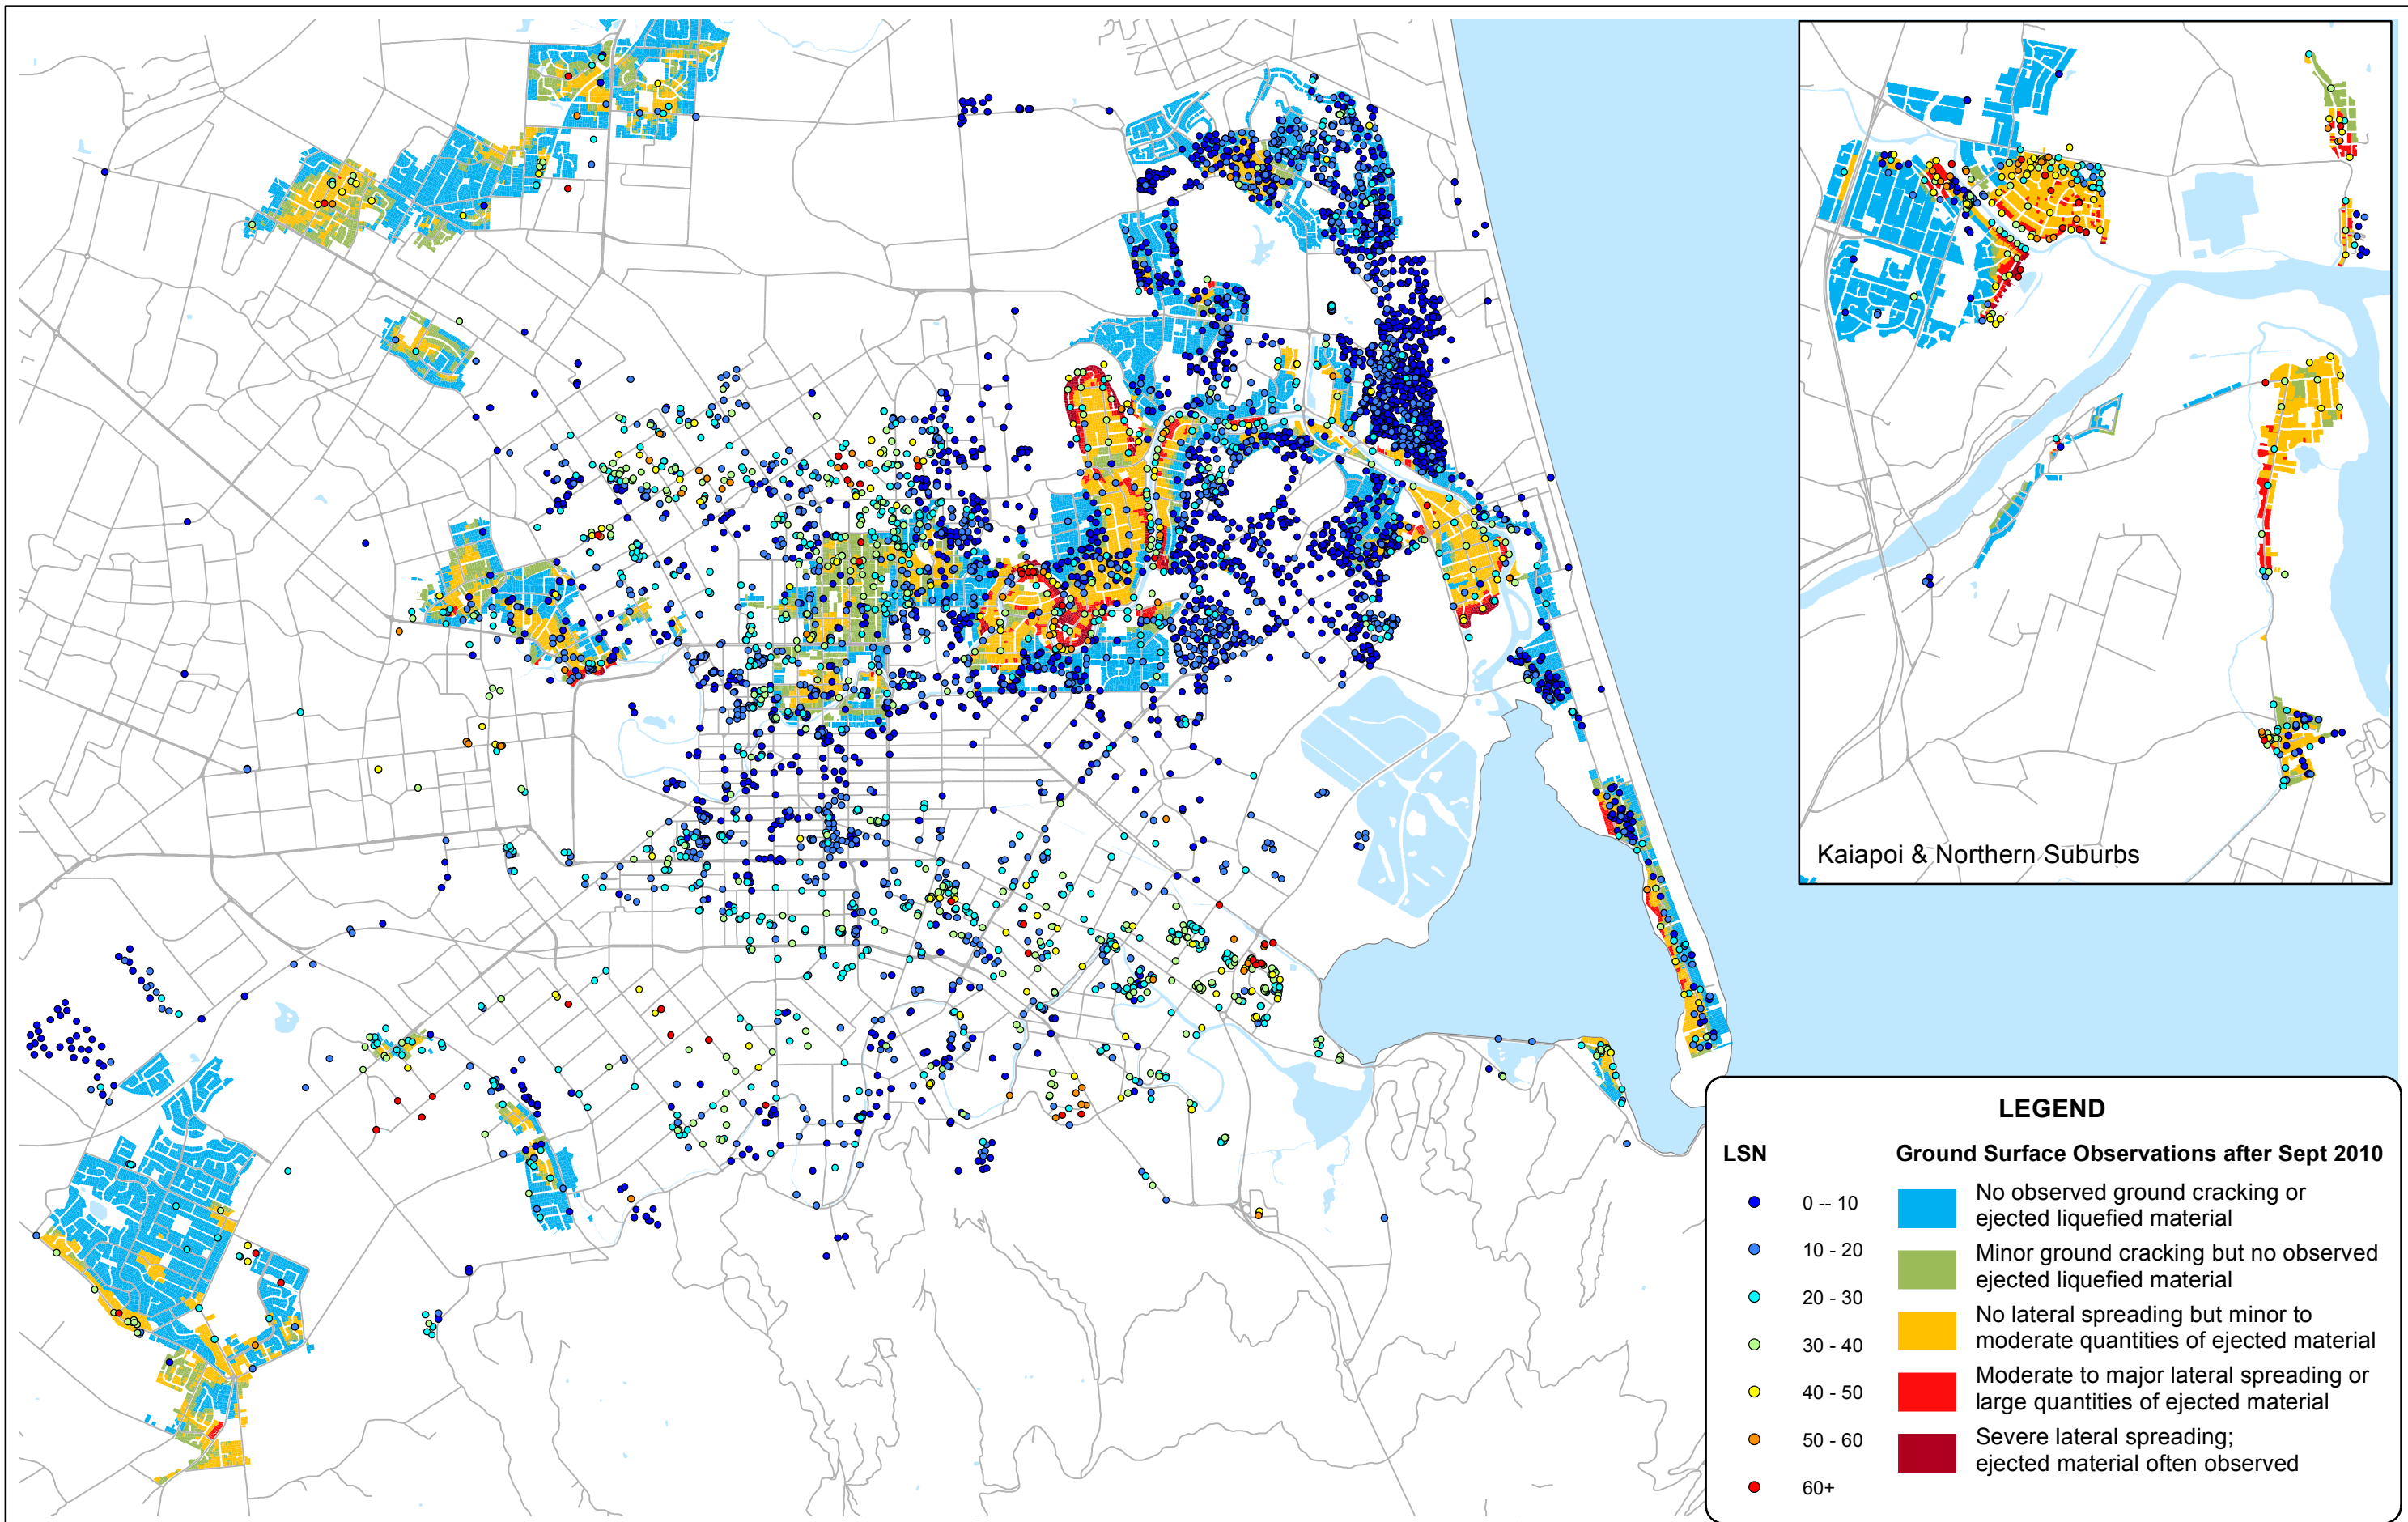 Kaiapoi & Northern Suburbs
LEGEND
LSN
0 -- 10
10 - 20
20 - 30
30 - 40
40 - 50
50 - 60
60+
Ground Surface Observations after Sept 2010
No observed ground cracking or
ejected liquefied material
Minor ground cracking but no observed
ejected liquefied material
No lateral spreading but minor to
moderate quantities of ejected material
Moderate to major lateral spreading or
large quantities of ejected material
Severe lateral spreading;
ejected material often observed